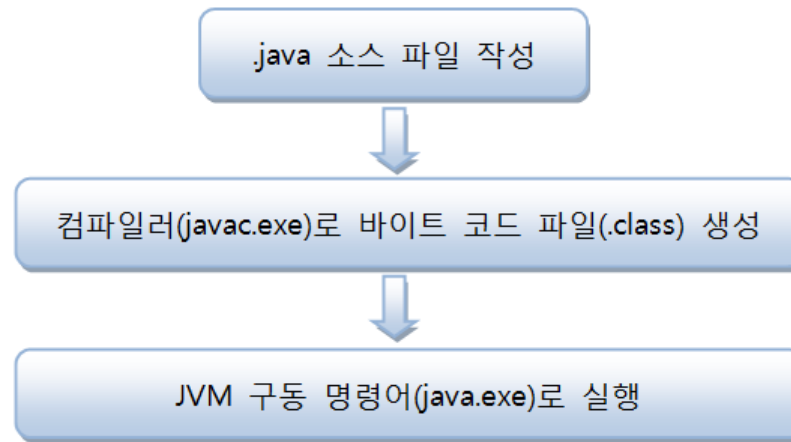 .java 소스 파일 작성
컴파일러(javac.exe)로 바이트 코드 파일(.class) 생성
JVM 구동 명령어(java.exe)로 실행